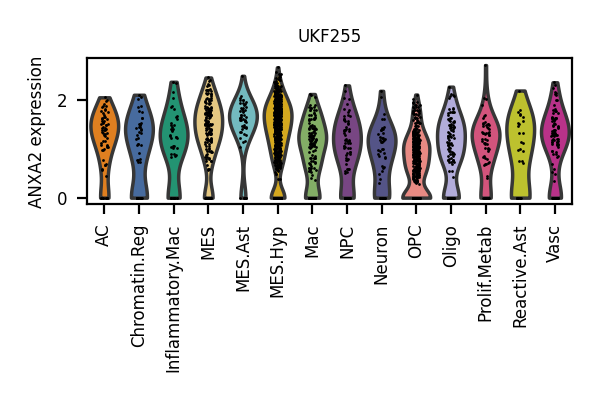 UKF255
ANXA2 expression
2
0
AC
Chromatin.Reg
Inflammatory.Mac
MES
MES.Ast
MES.Hyp
Mac
NPC
Neuron
OPC
Oligo
Prolif.Metab
Reactive.Ast
Vasc